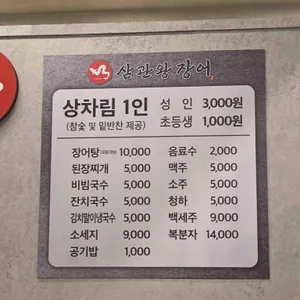 삼관왕장어
상차림 1인 성 인 3,000원
(참숯 및 밑반찬 제공) 초등생 1,000원
장어탕 10,000 음료수 2,000
된장찌개 5,000 맥주 5,000
비빔국수 5,000 소주 5,000
잔치국수 5,000 청하 5,000
김치말이냉국수 5,000 백세주 9,000
소세지 9,000 복분자 14,000
공기밥 1,000